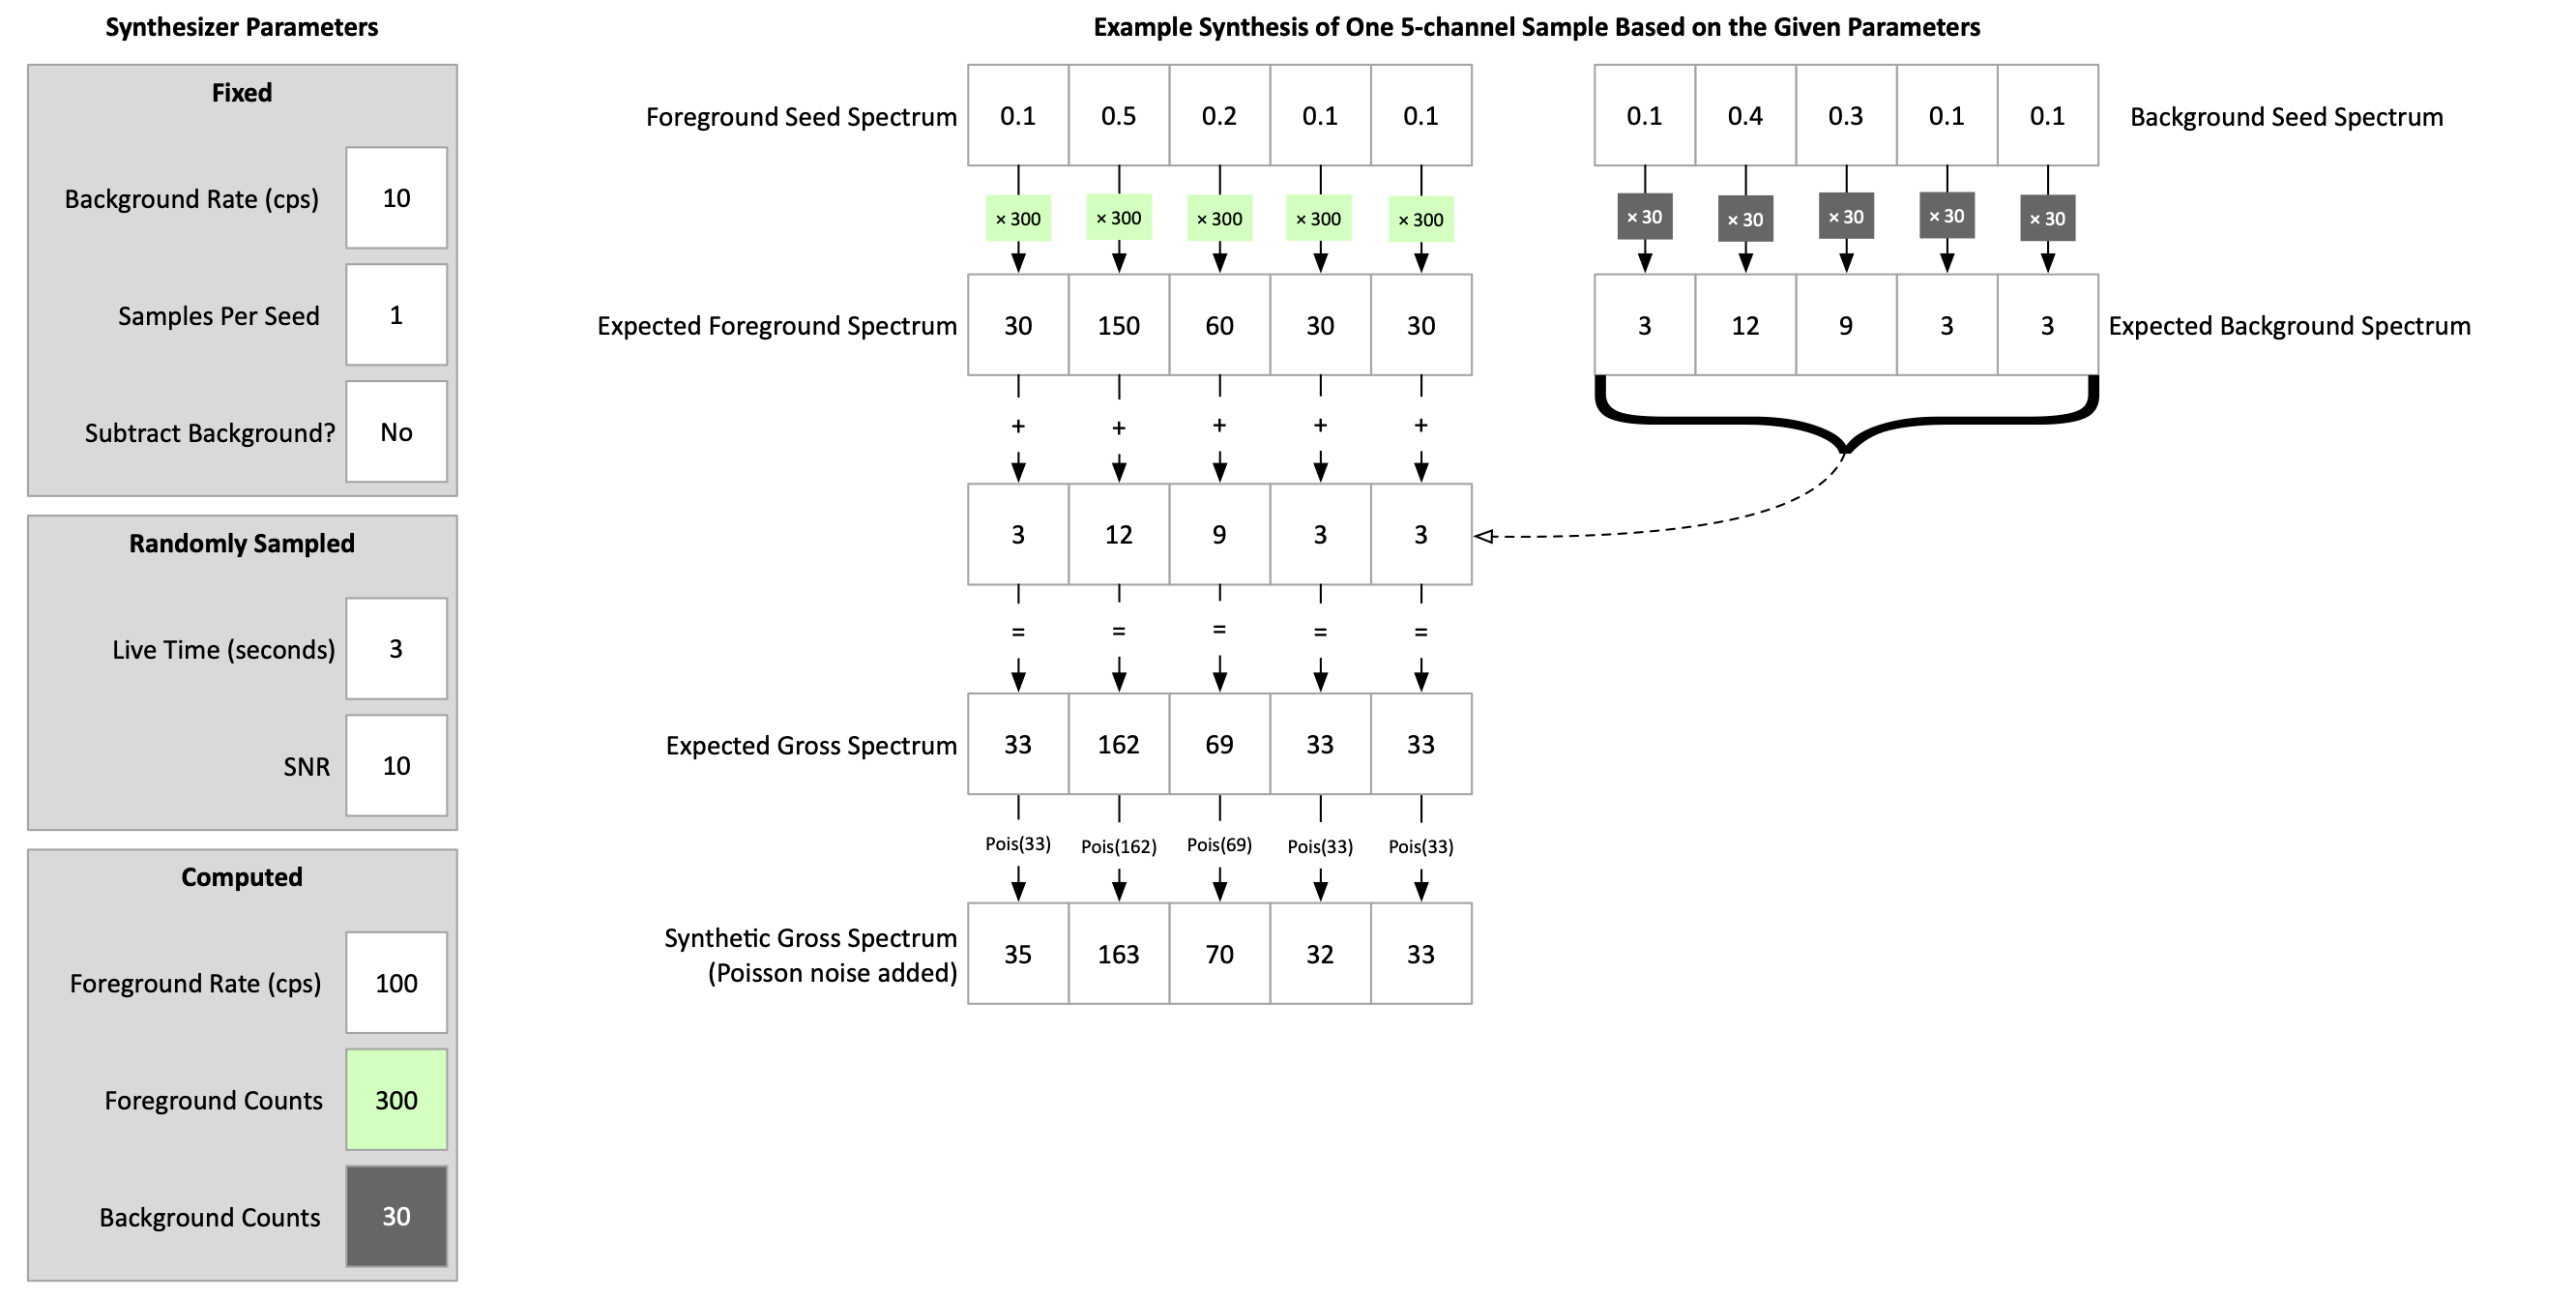 Synthesizer Parameters
Fixed
Background Rate (cps) 10
Samples Per Seed 1
Subtract Background? No
Randomly Sampled
Live Time (seconds) 3
SNR 10
Computed
Foreground Rate (cps) 100
Foreground Counts 300
Background Counts 30
Example Synthesis of One 5-channel Sample Based on the Given Parameters
Foreground Seed Spectrum 0.1 0.5 0.2 0.1 0.1
× 300 × 300 × 300 × 300 × 300
Expected Foreground Spectrum 30 150 60 30 30
+ + + + +
3 12 9 3 3
= = = = =
Expected Gross Spectrum 33 162 69 33 33
Pois(33) Pois(162) Pois(69) Pois(33) Pois(33)
Synthetic Gross Spectrum
(Poisson noise added) 35 163 70 32 33
0.1 0.4 0.3 0.1 0.1 Background Seed Spectrum
× 30 × 30 × 30 × 30 × 30
3 12 9 3 3 Expected Background Spectrum